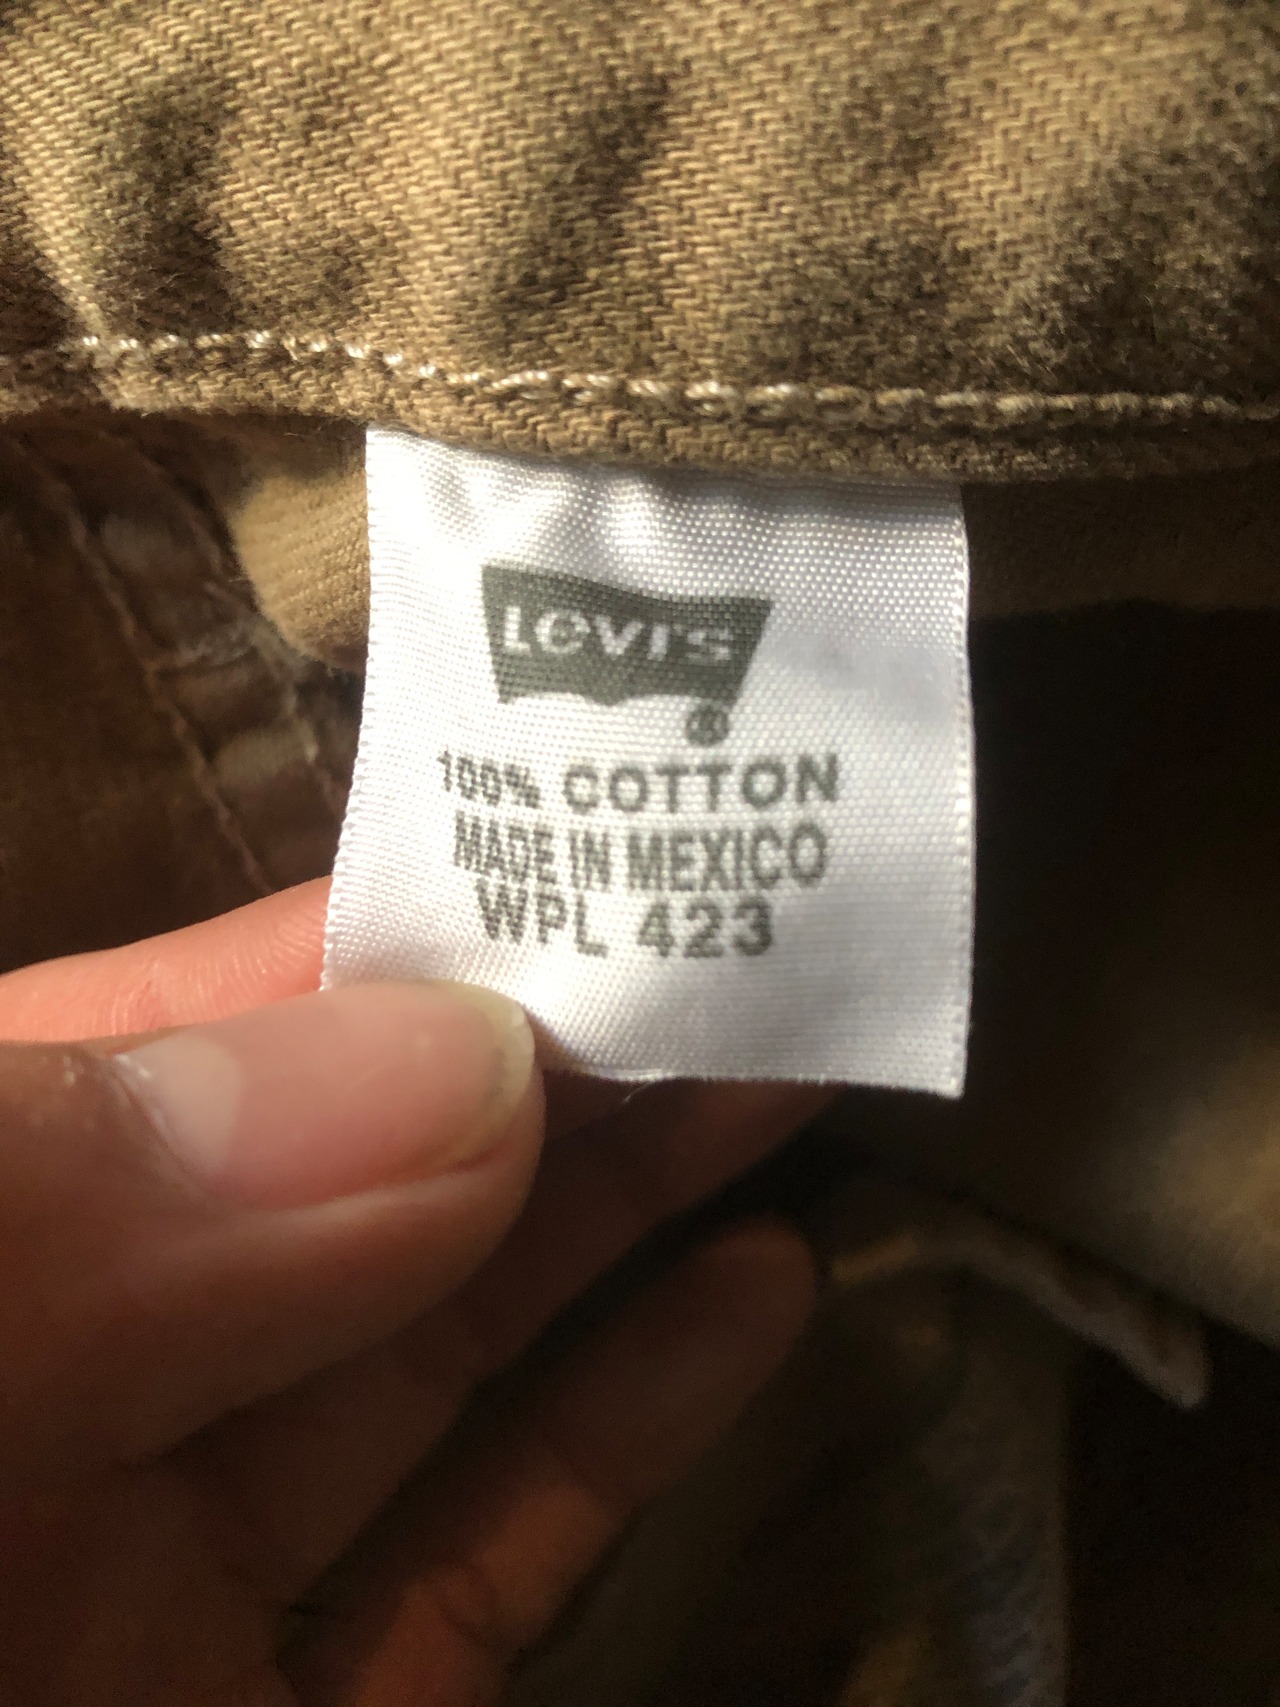 LEVI'S
®
100% COTTON
MADE IN MEXICO
WPL 423